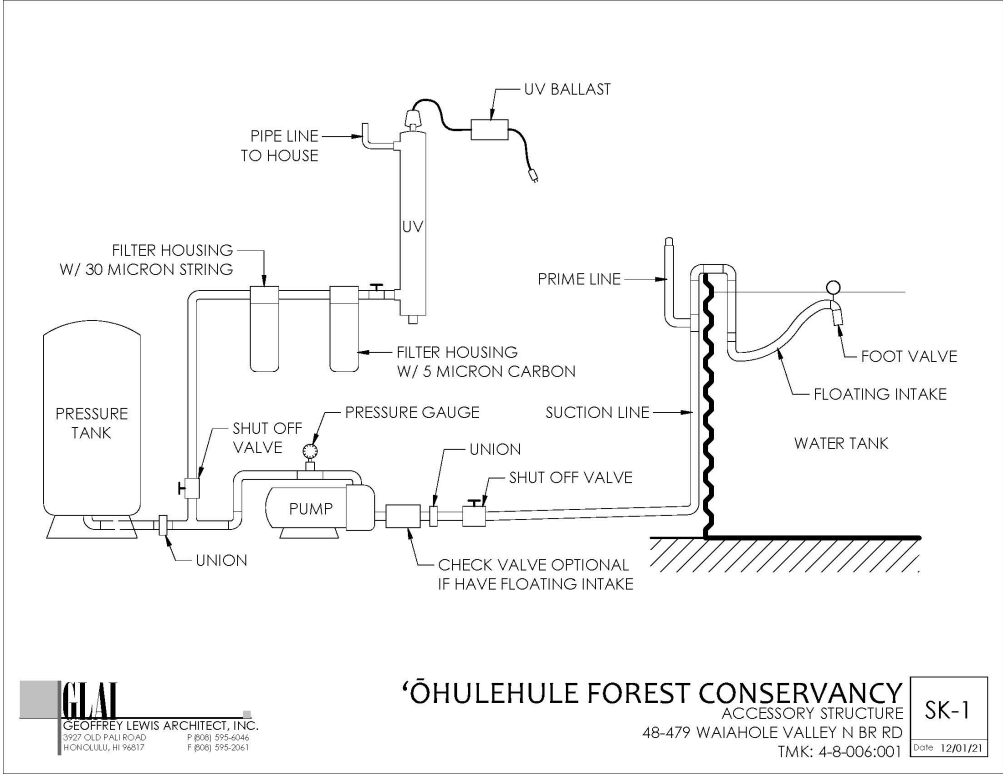 UV BALLAST
PIPE LINE
TO HOUSE
UV
FILTER HOUSING
W/ 30 MICRON STRING
PRIME LINE
FILTER HOUSING
W/ 5 MICRON CARBON
FOOT VALVE
FLOATING INTAKE
PRESSURE
TANK
SHUT OFF
VALVE
PRESSURE GAUGE
SUCTION LINE
WATER TANK
UNION
SHUT OFF VALVE
PUMP
UNION
CHECK VALVE OPTIONAL
IF HAVE FLOATING INTAKE
GLAI
GEOFFREY LEWIS ARCHITECT, INC.
3927 OLD PALI ROAD P (808) 595-6046
HONOLULU, HI 96817 F (808) 595-2061
‘ŌHULEHULE FOREST CONSERVANCY
ACCESSORY STRUCTURE
48-479 WAIAHOLE VALLEY N BR RD
TMK: 4-8-006:001
SK-1
Date 12/01/21